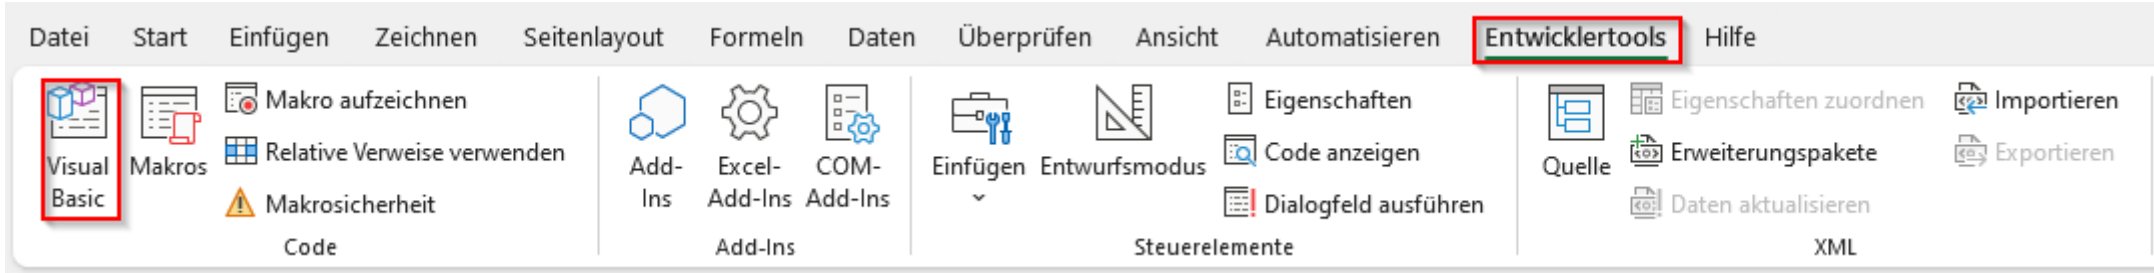 Datei Start Einfügen Zeichnen Seitenlayout Formeln Daten Überprüfen Ansicht Automatisieren Entwicklertools Hilfe
Visual
Basic
Makros
Makro aufzeichnen
Relative Verweise verwenden
Makrosicherheit
Code
Add-
Ins
Excel-
Add-Ins
COM-
Add-Ins
Add-Ins
Einfügen
Entwurfsmodus
Eigenschaften
Code anzeigen
Dialogfeld ausführen
Steuerelemente
Quelle
Eigenschaften zuordnen
Erweiterungspakete
Daten aktualisieren
Importieren
Exportieren
XML